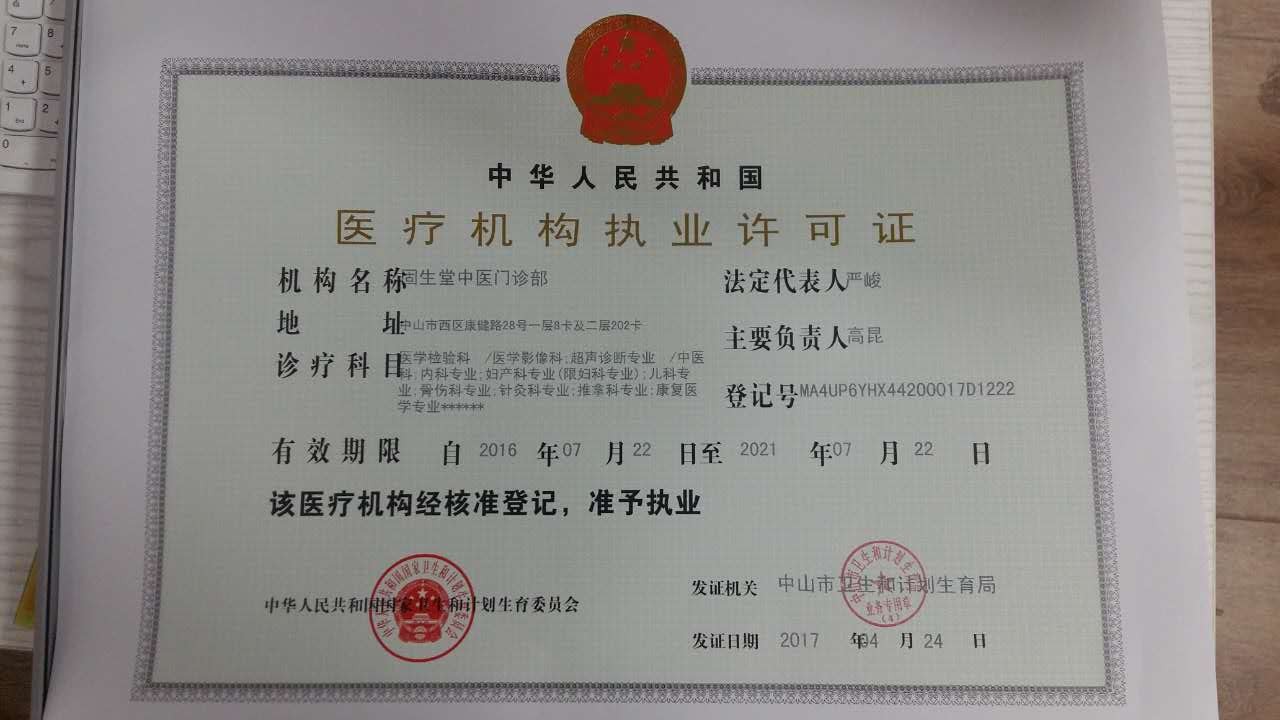 中华人民共和国
医疗机构执业许可证
机构名称 固生堂中医门诊部
法定代表人 严峻
地址 中山市西区康健路28号一层8卡及二层202卡
主要负责人 高昆
诊疗科目 医学检验科 /医学影像科;超声诊断专业 /中医
科;内科专业;妇产科专业(限妇科专业);儿科专
业;骨伤科专业;针灸科专业;推拿科专业;康复医
学专业******
登记号 MA4UP6YHX44200017D1222
有效期限 自 2016 年 07 月 22 日至 2021 年 07 月 22 日
该医疗机构经核准登记，准予执业
中华人民共和国国家卫生和计划生育委员会
发证机关 中山市卫生和计划生育局
业务专用章
(4)
发证日期 2017 年 04 月 24 日